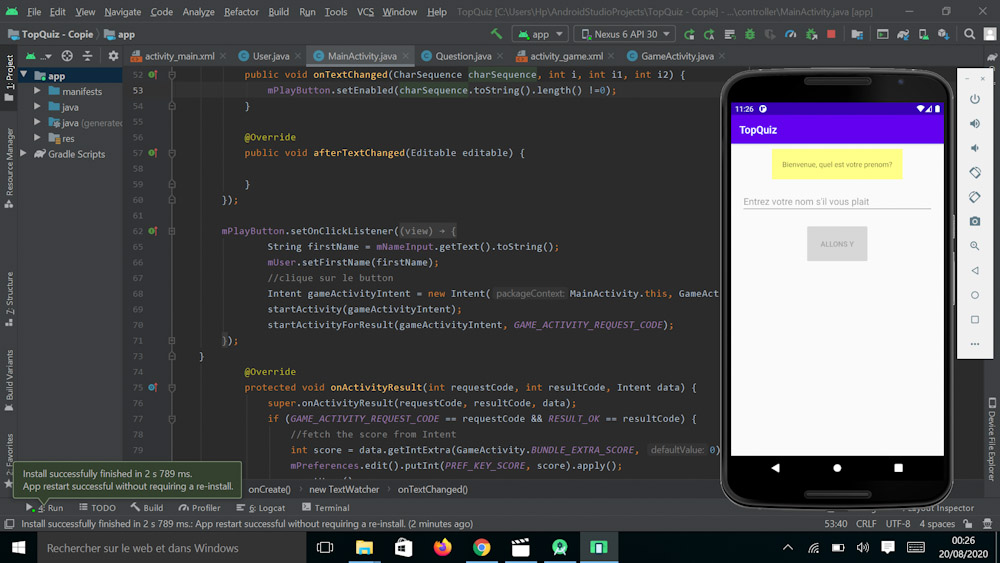 File Edit View Navigate Code Analyze Refactor Build Run Tools VCS Window Help TopQuiz [C:\Users\Hp\AndroidStudioProjects\TopQuiz - Copie] - ...\controller\MainActivity.java [app]
TopQuiz - Copie app app Nexus 6 API 30
... activity_main.xml User.java MainActivity.java Question.java activity_game.xml GameActivity.java
1: Project
Resource Manager
7: Structure
Build Variants
2: Favorites
app
manifests
java
java (generated
res
Gradle Scripts
52 public void onTextChanged(CharSequence charSequence, int i, int i1, int i2) {
53 mPlayButton.setEnabled(charSequence.toString().length() !=0);
54 }
55
56 @Override
57 public void afterTextChanged(Editable editable) {
58
59 }
60 });
61
62 mPlayButton.setOnClickListener((view) → {
65 String firstName = mNameInput.getText().toString();
66 mUser.setFirstName(firstName);
67 //clique sur le button
68 Intent gameActivityIntent = new Intent( packageContext: MainActivity.this, GameAct
69 startActivity(gameActivityIntent);
70 startActivityForResult(gameActivityIntent, GAME_ACTIVITY_REQUEST_CODE);
71 });
73 }
74 @Override
75 protected void onActivityResult(int requestCode, int resultCode, Intent data) {
76 super.onActivityResult(requestCode, resultCode, data);
77 if (GAME_ACTIVITY_REQUEST_CODE == requestCode && RESULT_OK == resultCode) {
78 //fetch the score from Intent
79 int score = data.getIntExtra(GameActivity.BUNDLE_EXTRA_SCORE, defaultValue: 0)
mPreferences.edit().putInt(PREF_KEY_SCORE, score).apply();
onCreate() new TextWatcher onTextChanged()
11:26
TopQuiz
Bienvenue, quel est votre prenom?
Entrez votre nom s'il vous plait
ALLONS Y
Device File Explorer
Install successfully finished in 2 s 789 ms.
App restart successful without requiring a re-install.
4: Run TODO Build Profiler 6: Logcat Terminal Layout Inspector
Install successfully finished in 2 s 789 ms.: App restart successful without requiring a re-install. (2 minutes ago) 53:40 CRLF UTF-8 4 spaces
Rechercher sur le web et dans Windows
00:26
20/08/2020